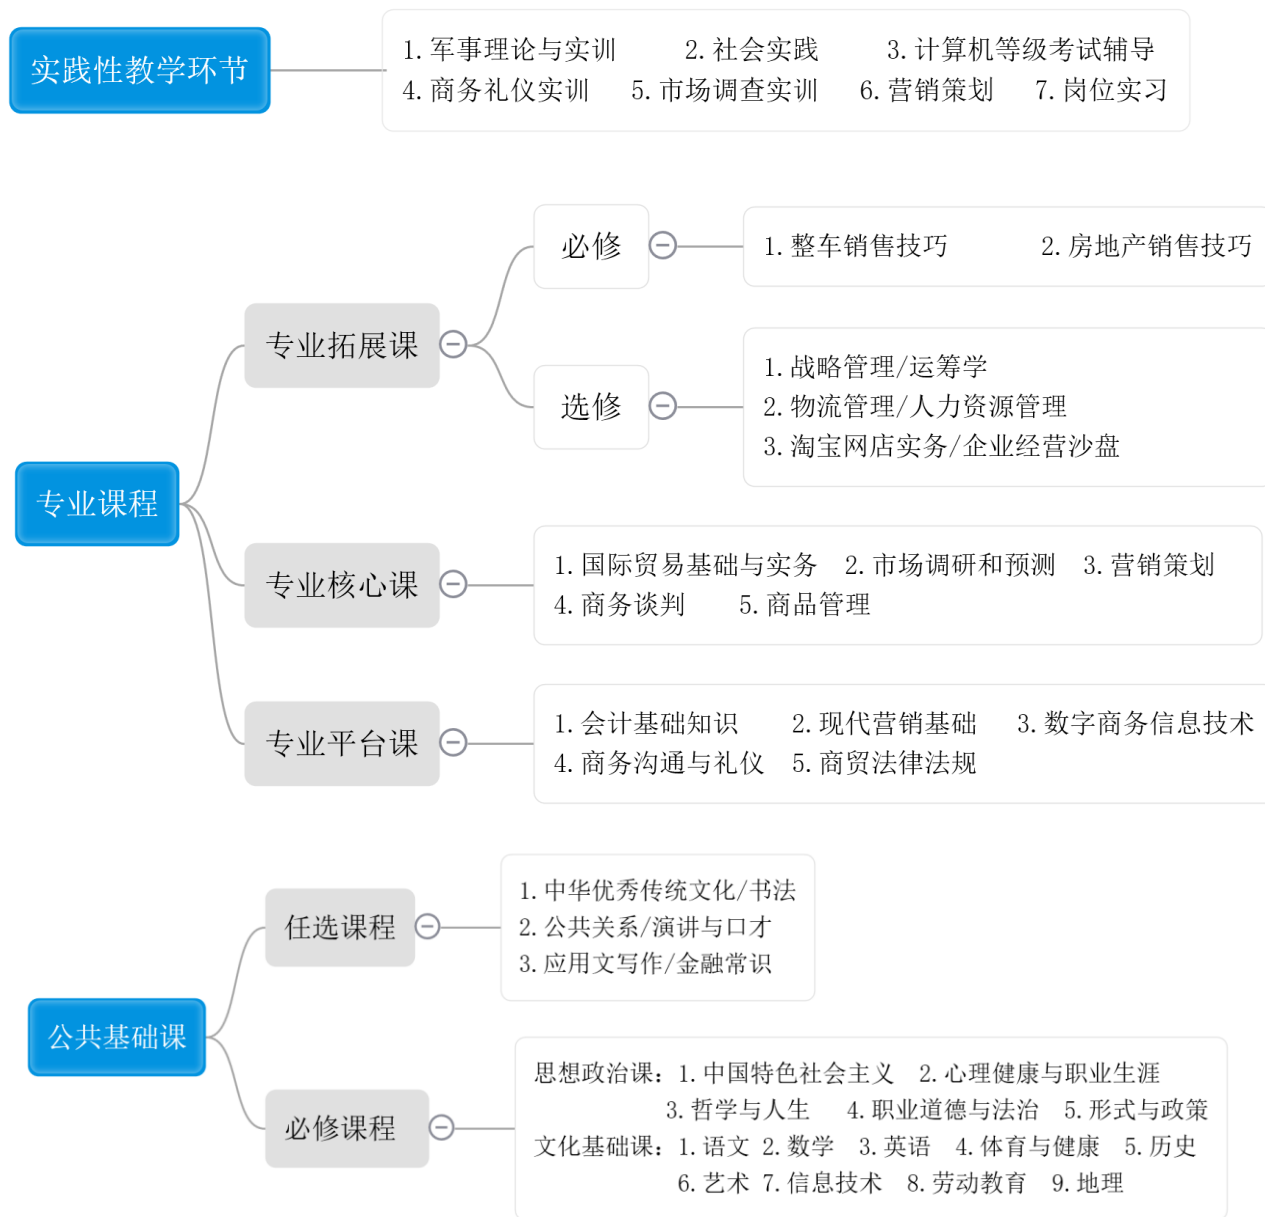 实践性教学环节
1.军事理论与实训 2.社会实践 3.计算机等级考试辅导
4.商务礼仪实训 5.市场调查实训 6.营销策划 7.岗位实习
专业课程
专业拓展课
必修
1.整车销售技巧 2.房地产销售技巧
选修
1.战略管理/运筹学
2.物流管理/人力资源管理
3.淘宝网店实务/企业经营沙盘
专业核心课
1.国际贸易基础与实务 2.市场调研和预测 3.营销策划
4.商务谈判 5.商品管理
专业平台课
1.会计基础知识 2.现代营销基础 3.数字商务信息技术
4.商务沟通与礼仪 5.商贸法律法规
公共基础课
任选课程
1.中华优秀传统文化/书法
2.公共关系/演讲与口才
3.应用文写作/金融常识
必修课程
思想政治课：1.中国特色社会主义 2.心理健康与职业生涯
3.哲学与人生 4.职业道德与法治 5.形式与政策
文化基础课：1.语文 2.数学 3.英语 4.体育与健康 5.历史
6.艺术 7.信息技术 8.劳动教育 9.地理